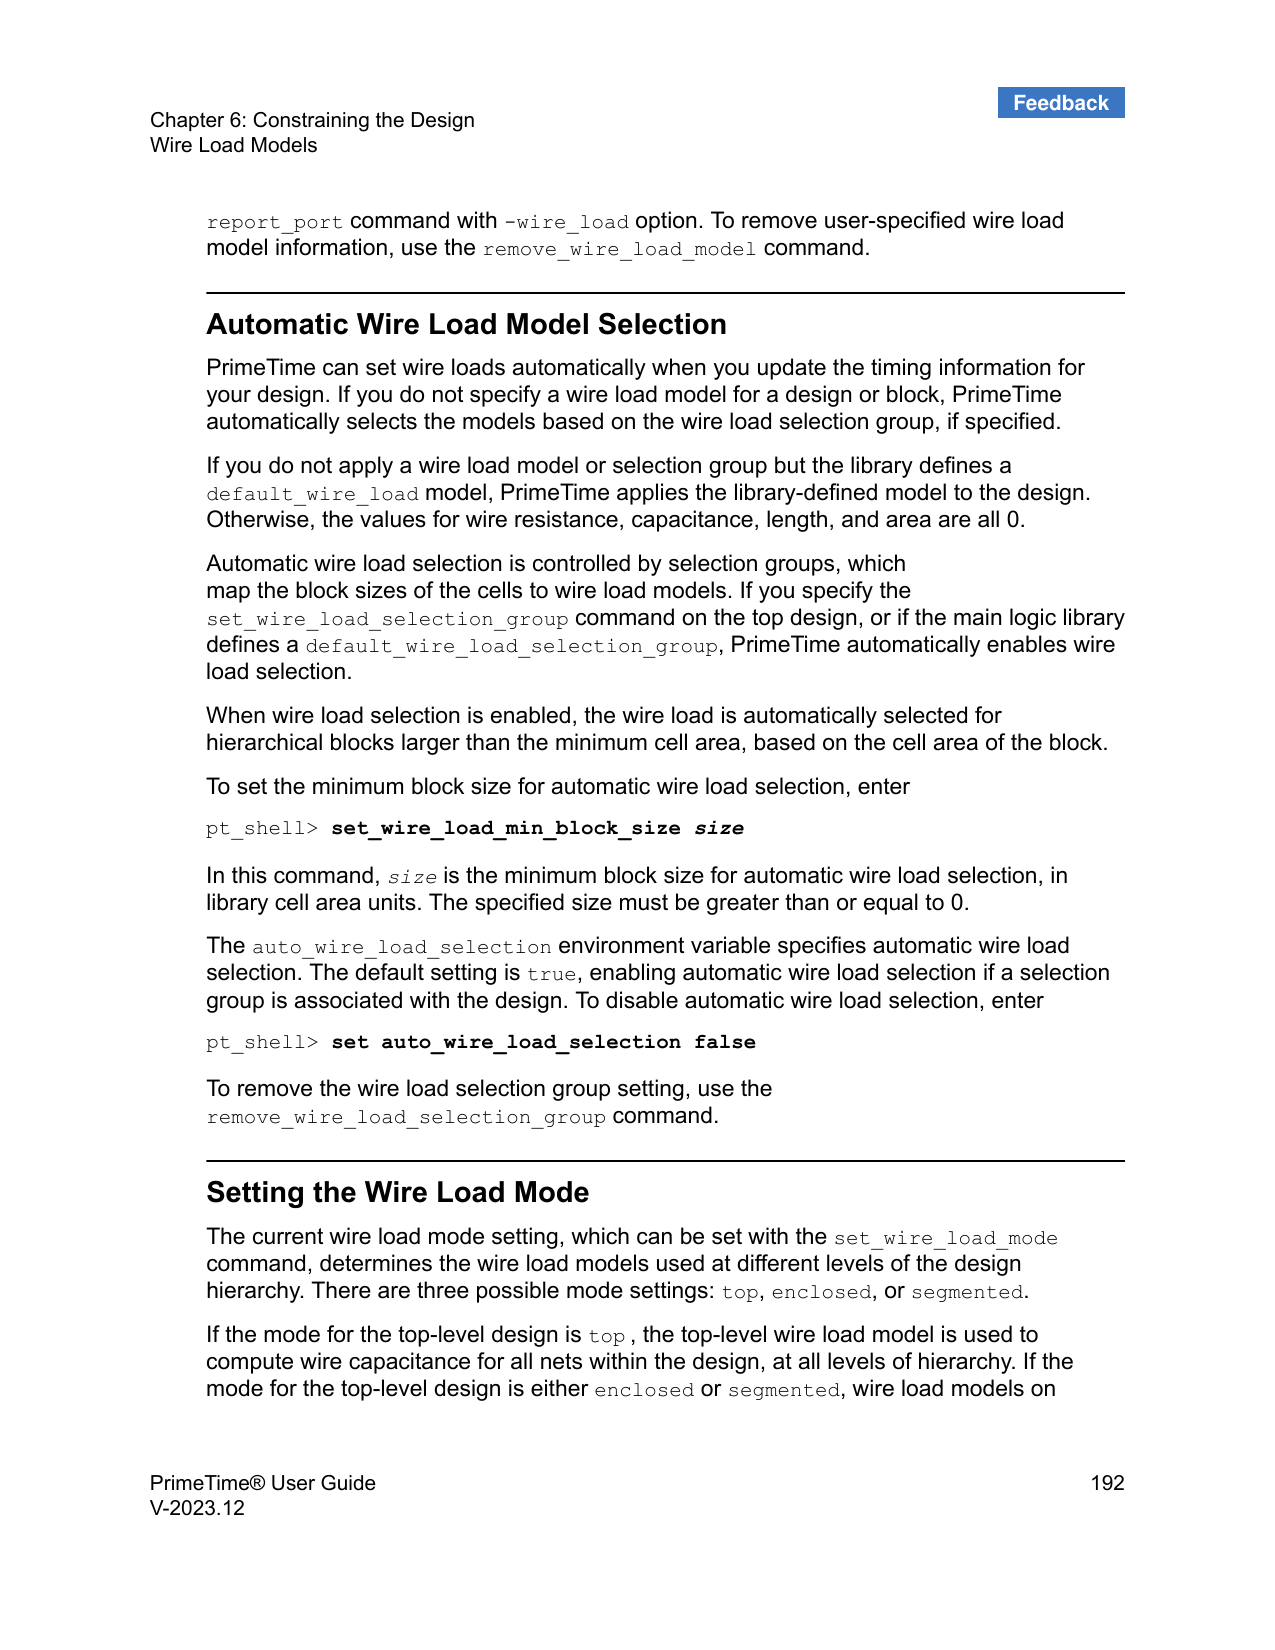 Feedback
Chapter 6: Constraining the Design
Wire Load Models
report_port command with -wire_load option. To remove user-specified wire load
model information, use the remove_wire_load_model command.
Automatic Wire Load Model Selection
PrimeTime can set wire loads automatically when you update the timing information for
your design. If you do not specify a wire load model for a design or block, PrimeTime
automatically selects the models based on the wire load selection group, if specified.
If you do not apply a wire load model or selection group but the library defines a
default_wire_load model, PrimeTime applies the library-defined model to the design.
Otherwise, the values for wire resistance, capacitance, length, and area are all 0.
Automatic wire load selection is controlled by selection groups, which
map the block sizes of the cells to wire load models. If you specify the
set_wire_load_selection_group command on the top design, or if the main logic library
defines a default_wire_load_selection_group, PrimeTime automatically enables wire
load selection.
When wire load selection is enabled, the wire load is automatically selected for
hierarchical blocks larger than the minimum cell area, based on the cell area of the block.
To set the minimum block size for automatic wire load selection, enter
pt_shell> set_wire_load_min_block_size size
In this command, size is the minimum block size for automatic wire load selection, in
library cell area units. The specified size must be greater than or equal to 0.
The auto_wire_load_selection environment variable specifies automatic wire load
selection. The default setting is true, enabling automatic wire load selection if a selection
group is associated with the design. To disable automatic wire load selection, enter
pt_shell> set auto_wire_load_selection false
To remove the wire load selection group setting, use the
remove_wire_load_selection_group command.
Setting the Wire Load Mode
The current wire load mode setting, which can be set with the set_wire_load_mode
command, determines the wire load models used at different levels of the design
hierarchy. There are three possible mode settings: top, enclosed, or segmented.
If the mode for the top-level design is top , the top-level wire load model is used to
compute wire capacitance for all nets within the design, at all levels of hierarchy. If the
mode for the top-level design is either enclosed or segmented, wire load models on
PrimeTime® User Guide
192
V-2023.12